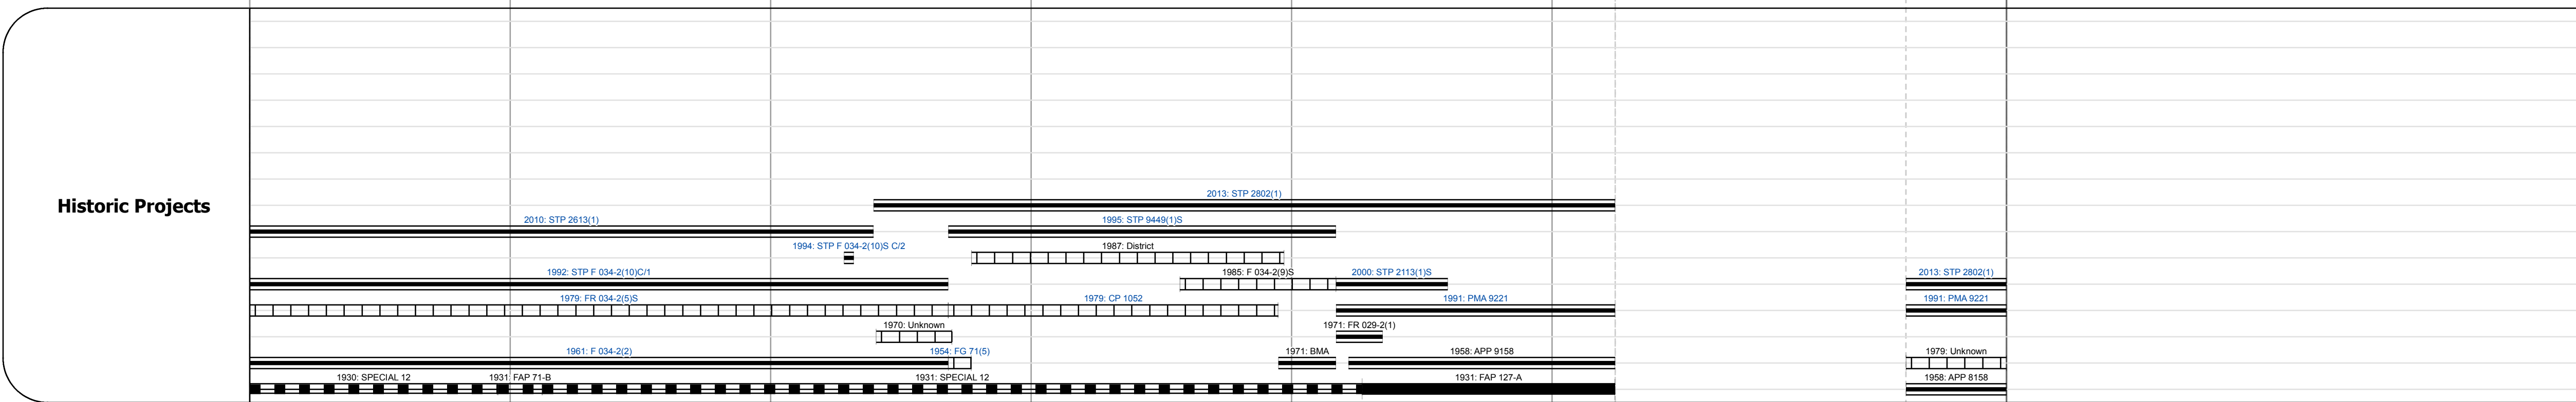 2013: STP 2802(1)
Historic Projects
2010: STP 2613(1)
1995: STP 9449(1)S
1994: STP F 034-2(10)S C/2
1987: District
1992: STP F 034-2(10)C/1
1985: F 034-2(9)S
2000: STP 2113(1)S
2013: STP 2802(1)
1979: FR 034-2(5)S
1979: CP 1052
1991: PMA 9221
1991: PMA 9221
1970: Unknown
1971: FR 029-2(1)
1961: F 034-2(2)
1954: FG 71(5)
1971: BMA
1958: APP 9158
1979: Unknown
1930: SPECIAL 12
1931: FAP 71-B
1931: SPECIAL 12
1931: FAP 127-A
1958: APP 8158